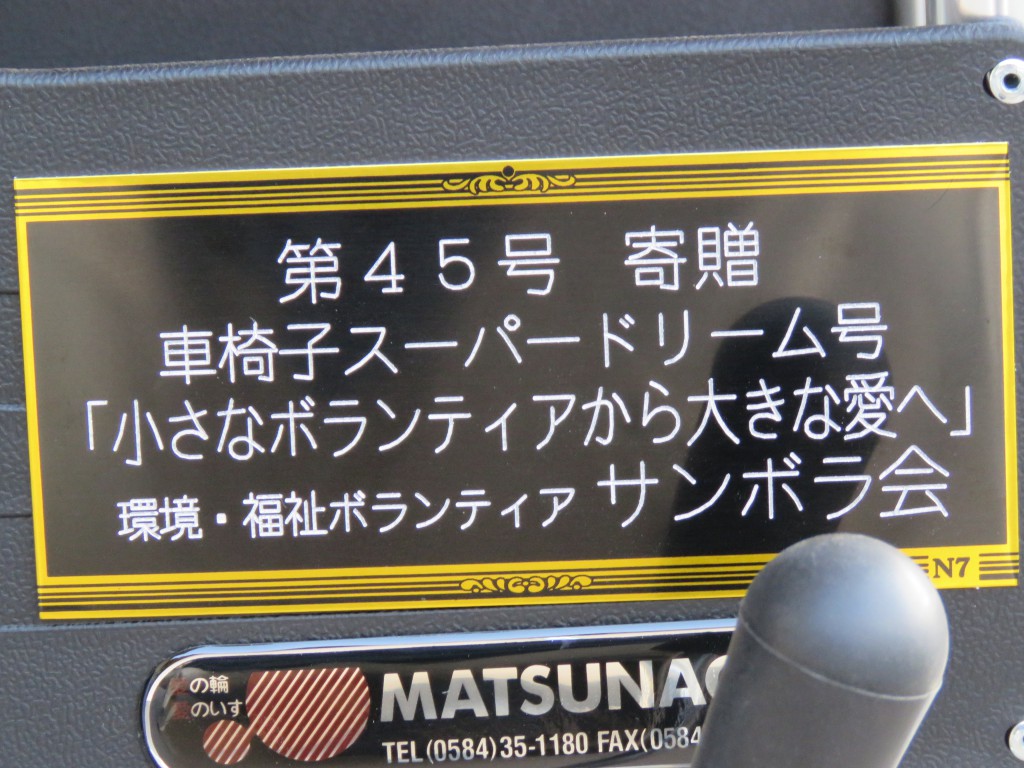 第４５号 寄贈
車椅子スーパードリーム号
「小さなボランティアから大きな愛へ」
環境・福祉ボランティア サンボラ会
N7
の輪
のいす
MATSUNA
TEL(0584)35-1180 FAX(0584